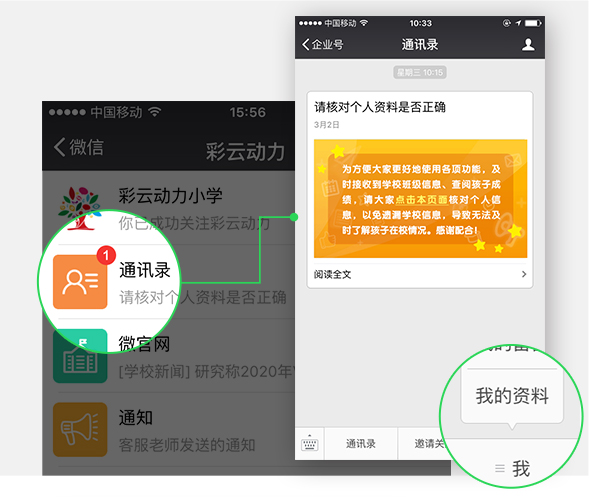 中国移动
15:56
微信
彩云动力
彩云动力小学
你已成功关注彩云动力
1
通讯录
请核对个人资料是否正确
微官网
[学校新闻] 研究称2020年
通知
客服老师发送的通知
中国移动
10:33
企业号
通讯录
星期三 10:15
请核对个人资料是否正确
3月2日
为方便大家更好地使用各项功能，及
时接收到学校班级信息、查阅孩子成
绩，请大家点击本页面核对个人信
息，以免遗漏学校信息，导致无法及
时了解孩子在校情况。感谢配合！
阅读全文
通讯录
邀请关
我的资料
我